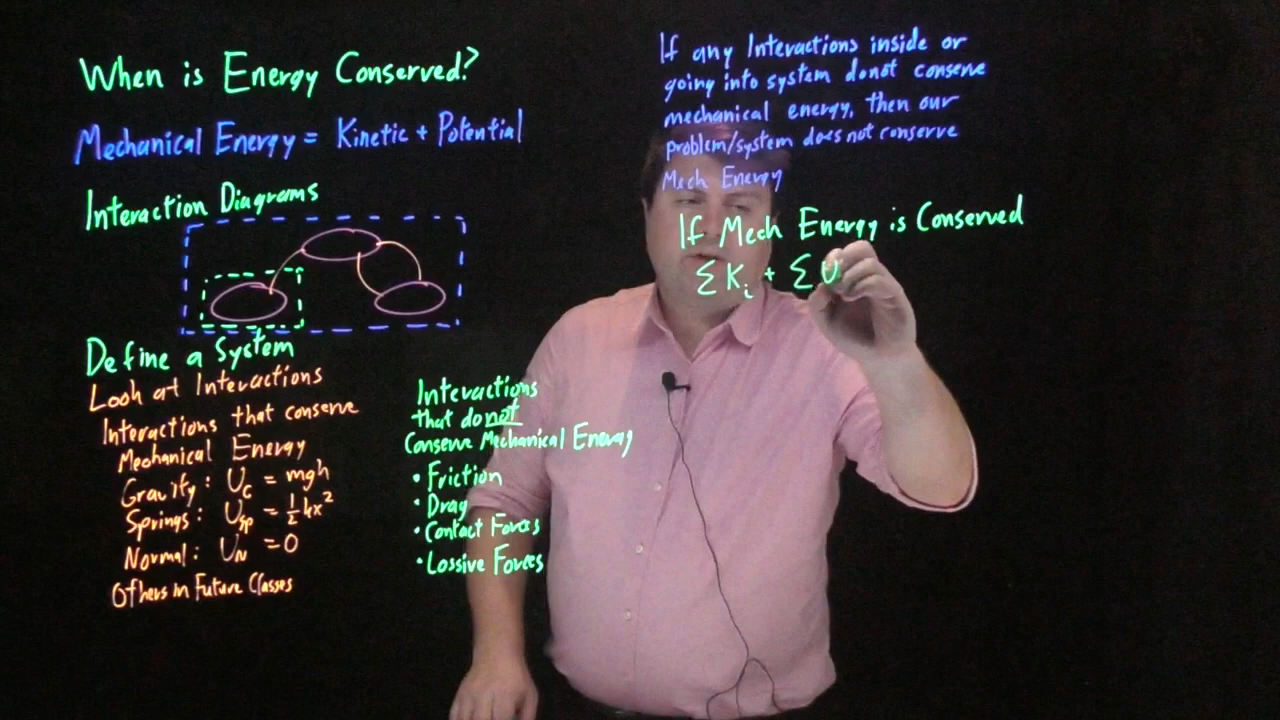 When is Energy Conserved?
Mechanical Energy = Kinetic + Potential
Interaction Diagrams
Define a System
Look at Interactions
Interactions that conserve
Mechanical Energy
Gravity: U_G = mgh
Springs: U_sp = ½kx²
Normal: U_N = 0
Others in Future Classes
Interactions
that do not
Conserve Mechanical Energy
• Friction
• Drag
• Contact Forces
• Lossive Forces
If any Interactions inside or
going into system do not conserve
mechanical energy, then our
problem/system does not conserve
Mech Energy
If Mech Energy is Conserved
ΣK_i + ΣU